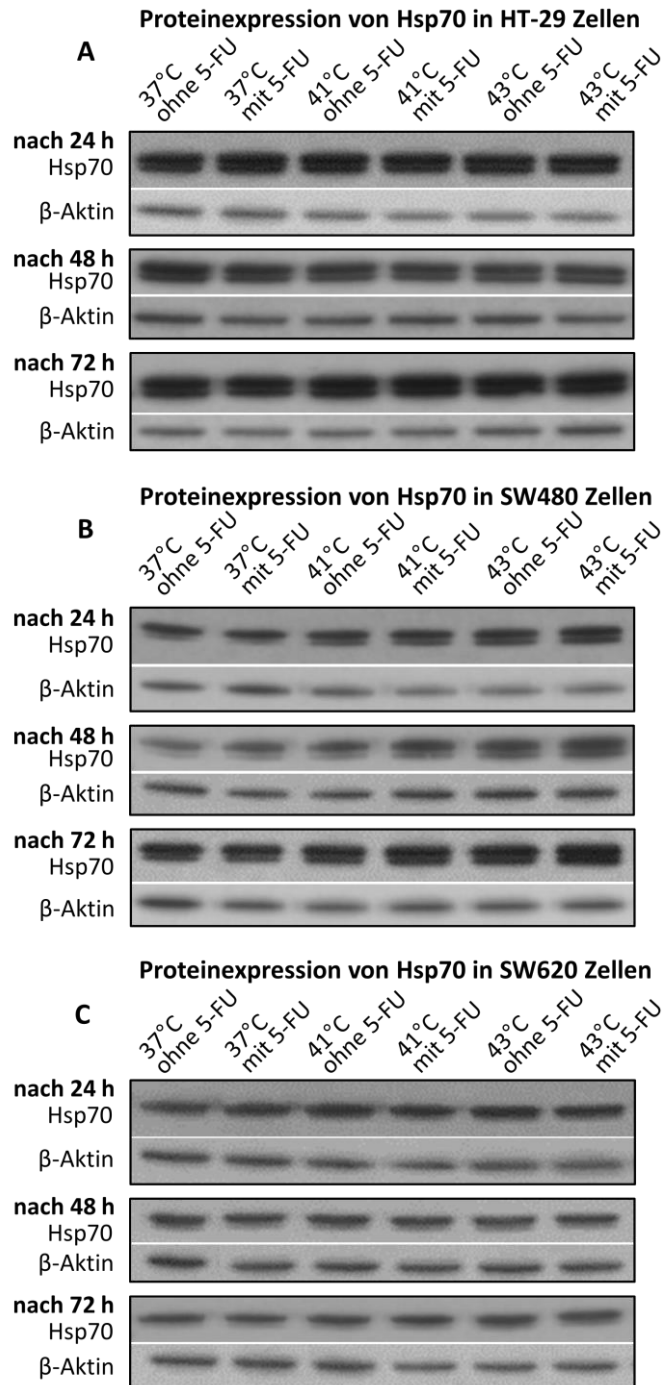 Proteinexpression von Hsp70 in HT-29 Zellen
A
37°C ohne 5-FU
37°C mit 5-FU
41°C ohne 5-FU
41°C mit 5-FU
43°C ohne 5-FU
43°C mit 5-FU
nach 24 h
Hsp70
β-Aktin
nach 48 h
Hsp70
β-Aktin
nach 72 h
Hsp70
β-Aktin
Proteinexpression von Hsp70 in SW480 Zellen
B
37°C ohne 5-FU
37°C mit 5-FU
41°C ohne 5-FU
41°C mit 5-FU
43°C ohne 5-FU
43°C mit 5-FU
nach 24 h
Hsp70
β-Aktin
nach 48 h
Hsp70
β-Aktin
nach 72 h
Hsp70
β-Aktin
Proteinexpression von Hsp70 in SW620 Zellen
C
37°C ohne 5-FU
37°C mit 5-FU
41°C ohne 5-FU
41°C mit 5-FU
43°C ohne 5-FU
43°C mit 5-FU
nach 24 h
Hsp70
β-Aktin
nach 48 h
Hsp70
β-Aktin
nach 72 h
Hsp70
β-Aktin